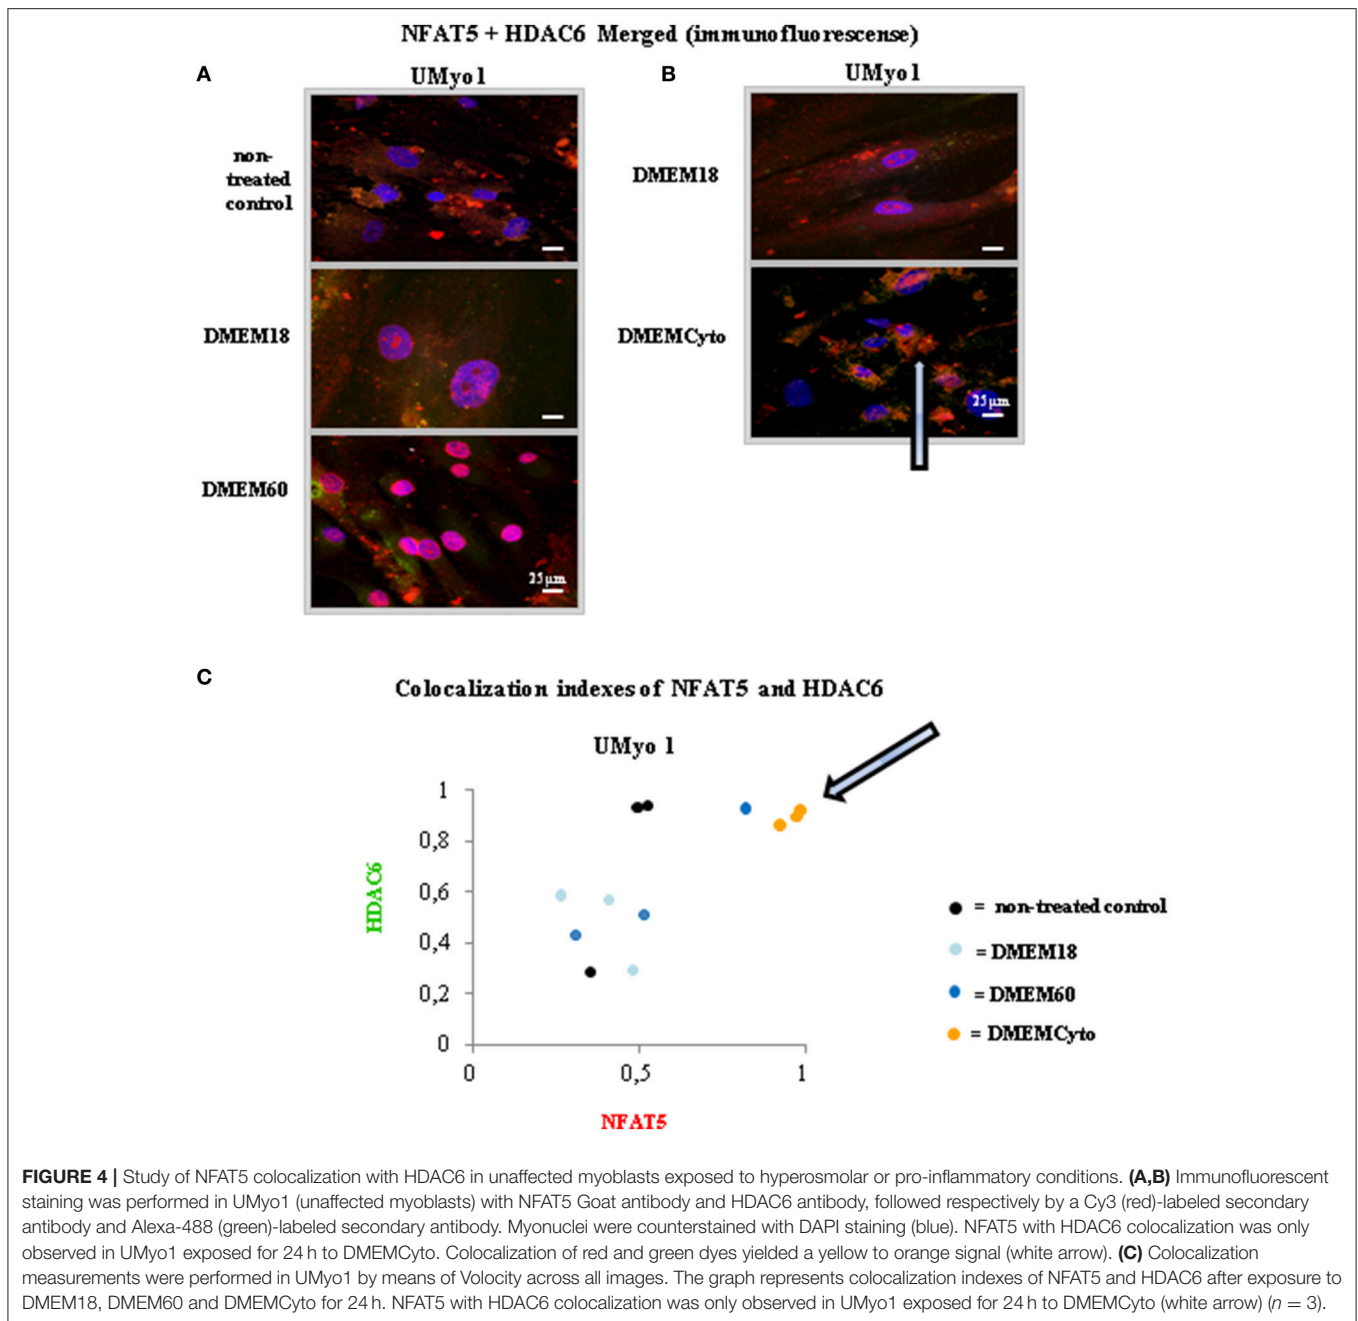 NFAT5 + HDAC6 Merged (immunofluorescense)
A
UMyo1
non-
treated
control
DMEM18
DMEM60
25 µm
B
UMyo1
DMEM18
DMEMCyto
25 µm
C
Colocalization indexes of NFAT5 and HDAC6
UMyo 1
HDAC6
1
0,8
0,6
0,4
0,2
0
0
0,5
1
NFAT5
= non-treated control
= DMEM18
= DMEM60
= DMEMCyto
FIGURE 4 | Study of NFAT5 colocalization with HDAC6 in unaffected myoblasts exposed to hyperosmolar or pro-inflammatory conditions. (A,B) Immunofluorescent
staining was performed in UMyo1 (unaffected myoblasts) with NFAT5 Goat antibody and HDAC6 antibody, followed respectively by a Cy3 (red)-labeled secondary
antibody and Alexa-488 (green)-labeled secondary antibody. Myonuclei were counterstained with DAPI staining (blue). NFAT5 with HDAC6 colocalization was only
observed in UMyo1 exposed for 24 h to DMEMCyto. Colocalization of red and green dyes yielded a yellow to orange signal (white arrow). (C) Colocalization
measurements were performed in UMyo1 by means of Volocity across all images. The graph represents colocalization indexes of NFAT5 and HDAC6 after exposure to
DMEM18, DMEM60 and DMEMCyto for 24 h. NFAT5 with HDAC6 colocalization was only observed in UMyo1 exposed for 24 h to DMEMCyto (white arrow) (n = 3).